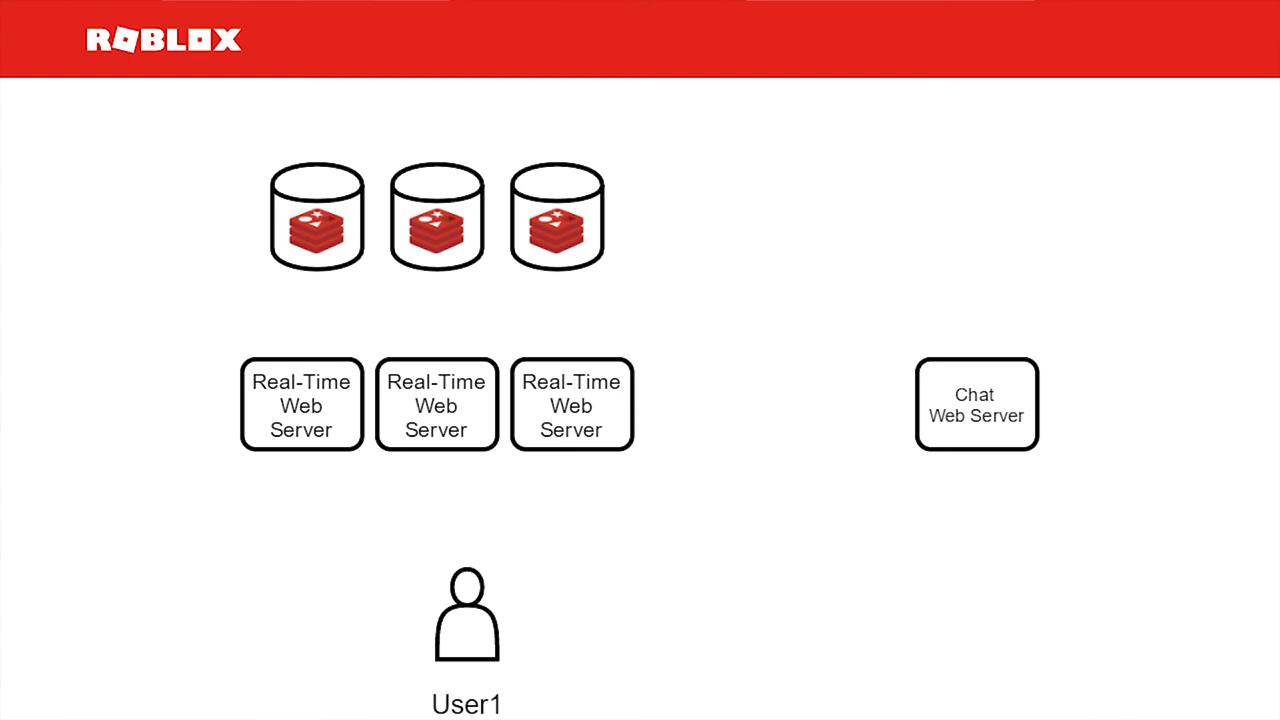 ROBLOX
Real-Time
Web
Server
Real-Time
Web
Server
Real-Time
Web
Server
Chat
Web Server
User1